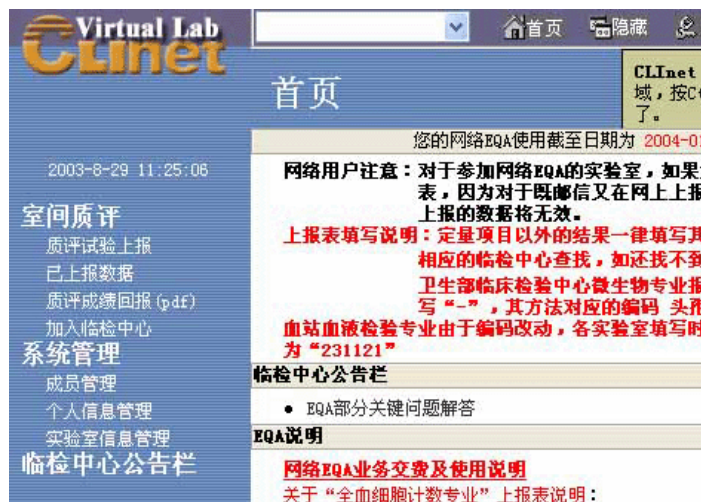 Virtual Lab
CLInet
首页
隐藏
首页
CLInet
域，按C
了。
您的网络EQA使用截至日期为 2004-01
2003-8-29 11:25:06
网络用户注意：对于参加网络EQA的实验室，如果
表，因为对于既邮信又在网上上报
上报的数据将无效。
上报表填写说明：定量项目以外的结果一律填写其
相应的临检中心查找，如还找不到
卫生部临床检验中心微生物专业报
写“-”，其方法对应的编码 头孢
血站血液检验专业由于编码改动，各实验室填写时
为“231121”
室间质评
质评试验上报
已上报数据
质评成绩回报(pdf)
加入临检中心
系统管理
成员管理
个人信息管理
实验室信息管理
临检中心公告栏
临检中心公告栏
EQA部分关键问题解答
EQA说明
网络EQA业务交费及使用说明
关于“全血细胞计数专业”上报表说明：